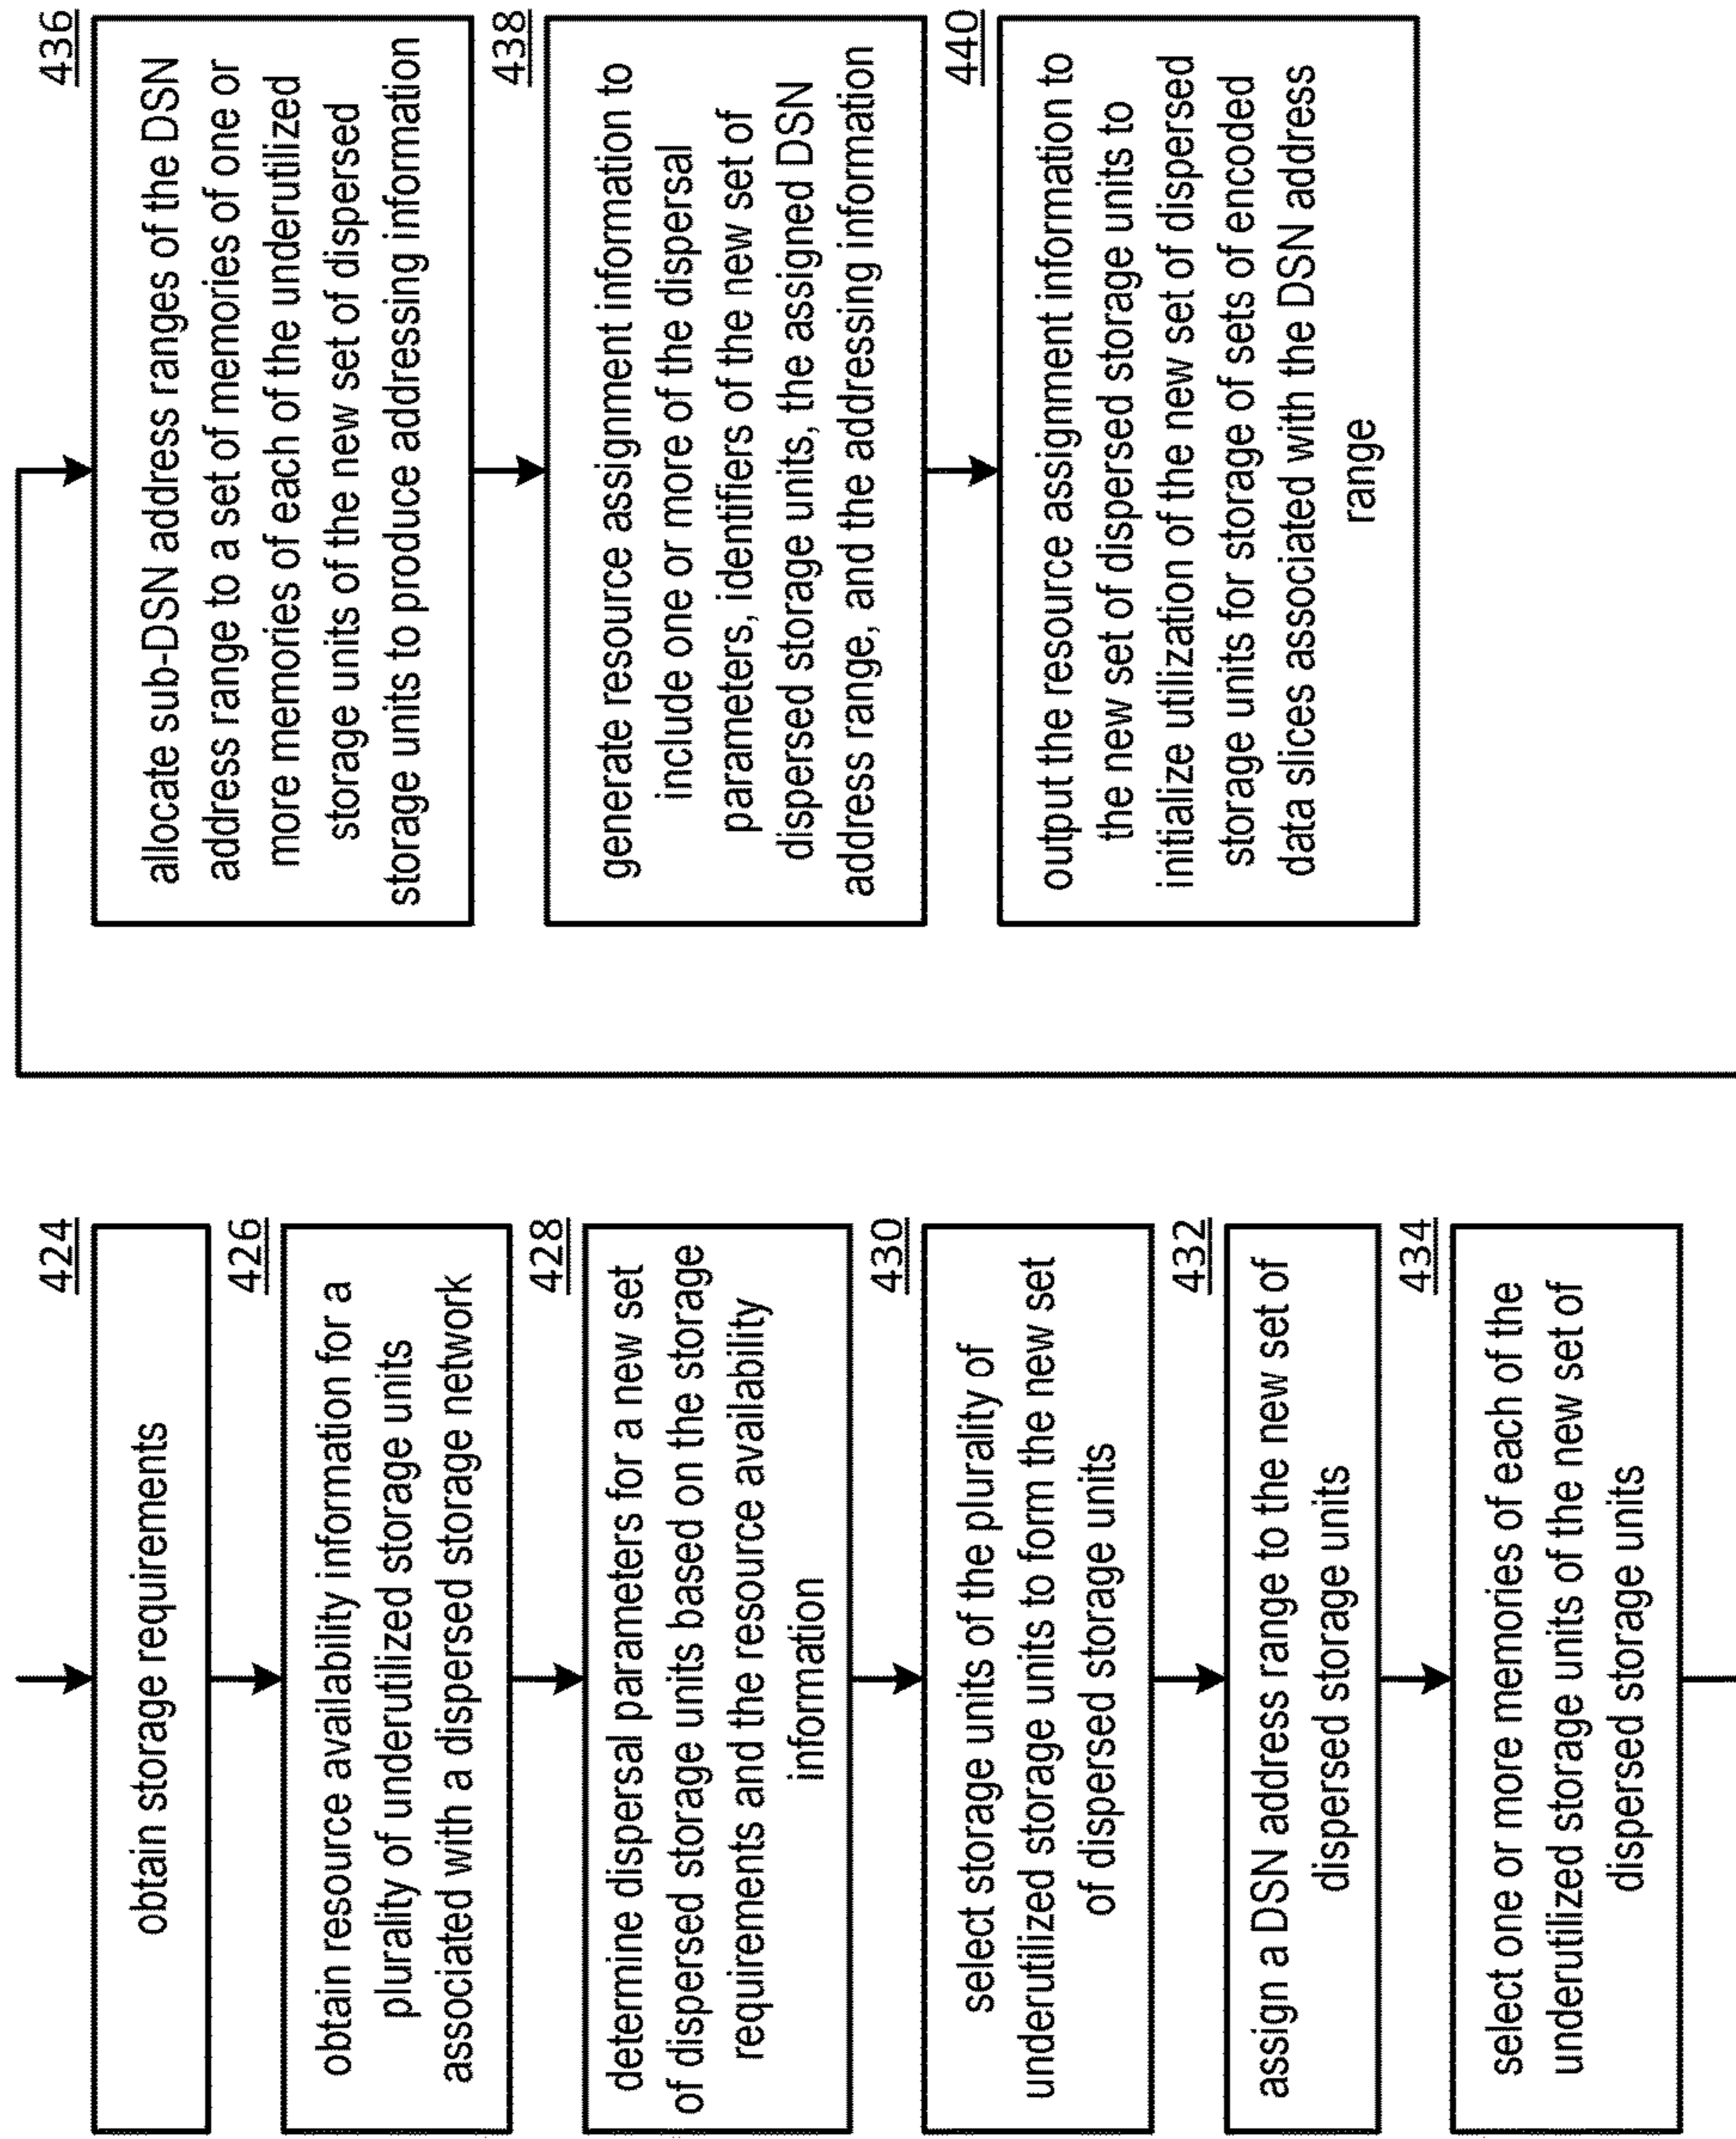 424
obtain storage requirements
426
obtain resource availability information for a
plurality of underutilized storage units
associated with a dispersed storage network
428
determine dispersal parameters for a new set
of dispersed storage units based on the storage
requirements and the resource availability
information
430
select storage units of the plurality of
underutilized storage units to form the new set
of dispersed storage units
432
assign a DSN address range to the new set of
dispersed storage units
434
select one or more memories of each of the
underutilized storage units of the new set of
dispersed storage units
436
allocate sub-DSN address ranges of the DSN
address range to a set of memories of one or
more memories of each of the underutilized
storage units of the new set of dispersed
storage units to produce addressing information
438
generate resource assignment information to
include one or more of the dispersal
parameters, identifiers of the new set of
dispersed storage units, the assigned DSN
address range, and the addressing information
440
output the resource assignment information to
the new set of dispersed storage units to
initialize utilization of the new set of dispersed
storage units for storage of sets of encoded
data slices associated with the DSN address
range